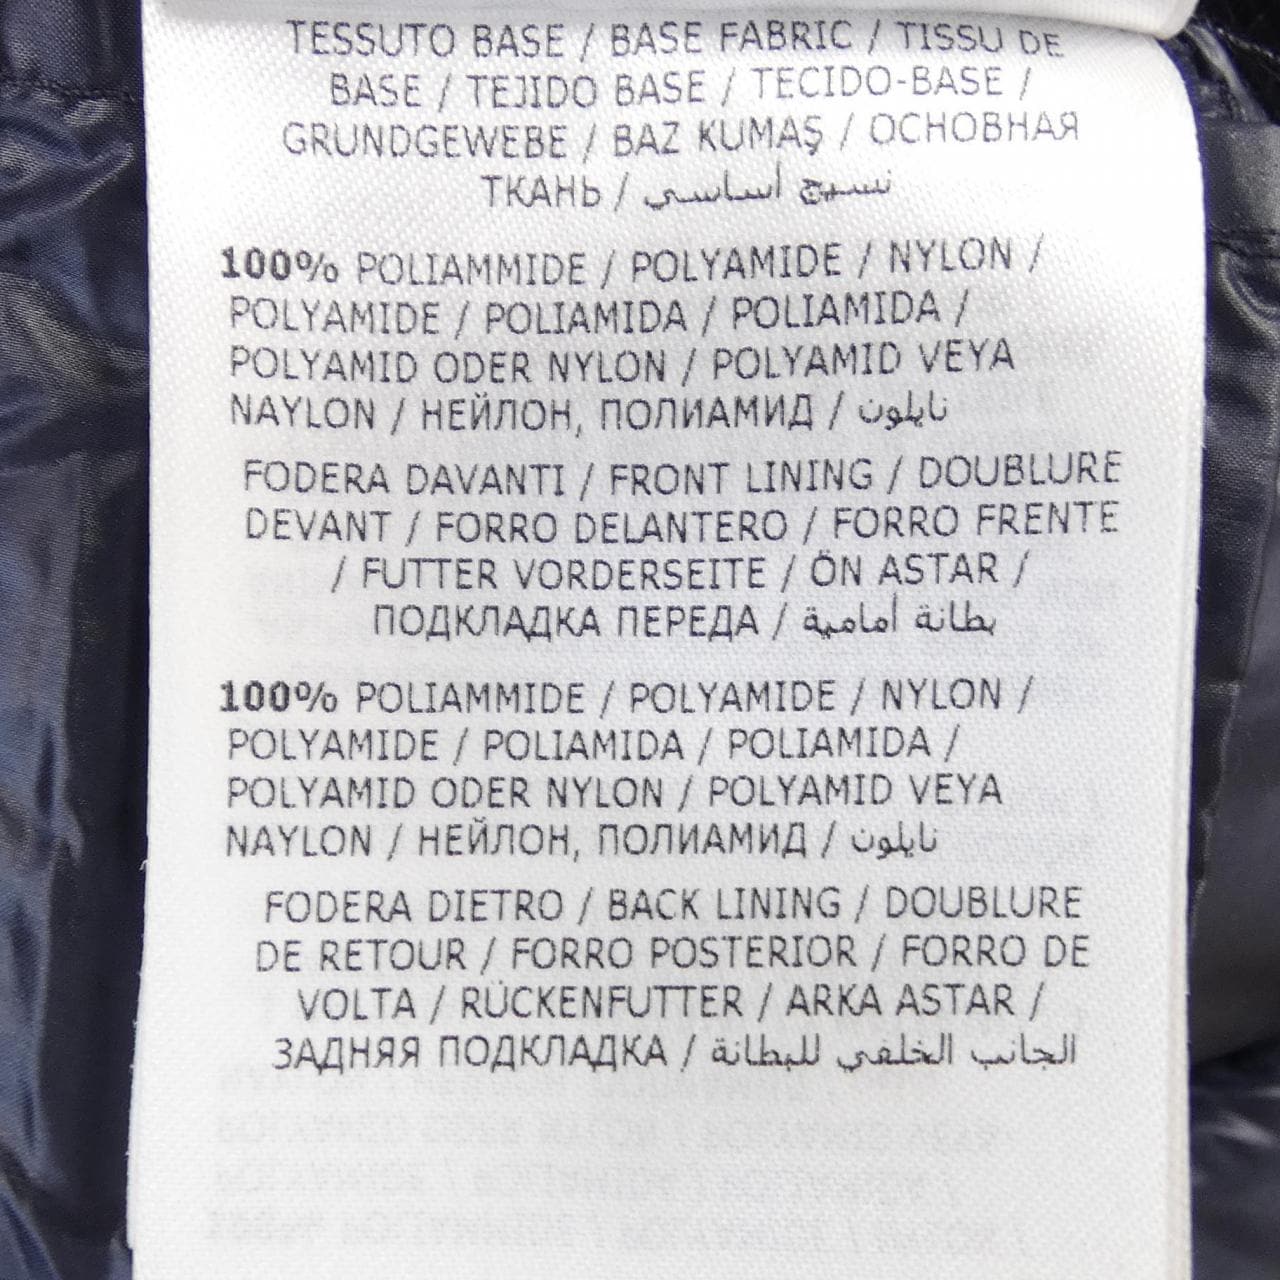 TESSUTO BASE / BASE FABRIC / TISSU DE
BASE / TEJIDO BASE / TECIDO-BASE /
GRUNDGEWEBE / BAZ KUMAŞ / ОСНОВНАЯ
ТКАНЬ / نسيج أساسي
100% POLIAMMIDE / POLYAMIDE / NYLON /
POLYAMIDE / POLIAMIDA / POLIAMIDA /
POLYAMID ODER NYLON / POLYAMID VEYA
NAYLON / НЕЙЛОН, ПОЛИАМИД / نايلون
FODERA DAVANTI / FRONT LINING / DOUBLURE
DEVANT / FORRO DELANTERO / FORRO FRENTE
/ FUTTER VORDERSEITE / ÖN ASTAR /
ПОДКЛАДКА ПЕРЕДА / بطانة أمامية
100% POLIAMMIDE / POLYAMIDE / NYLON /
POLYAMIDE / POLIAMIDA / POLIAMIDA /
POLYAMID ODER NYLON / POLYAMID VEYA
NAYLON / НЕЙЛОН, ПОЛИАМИД / نايلون
FODERA DIETRO / BACK LINING / DOUBLURE
DE RETOUR / FORRO POSTERIOR / FORRO DE
VOLTA / RÜCKENFUTTER / ARKA ASTAR /
ЗАДНЯЯ ПОДКЛАДКА / الجانب الخلفي للبطانة